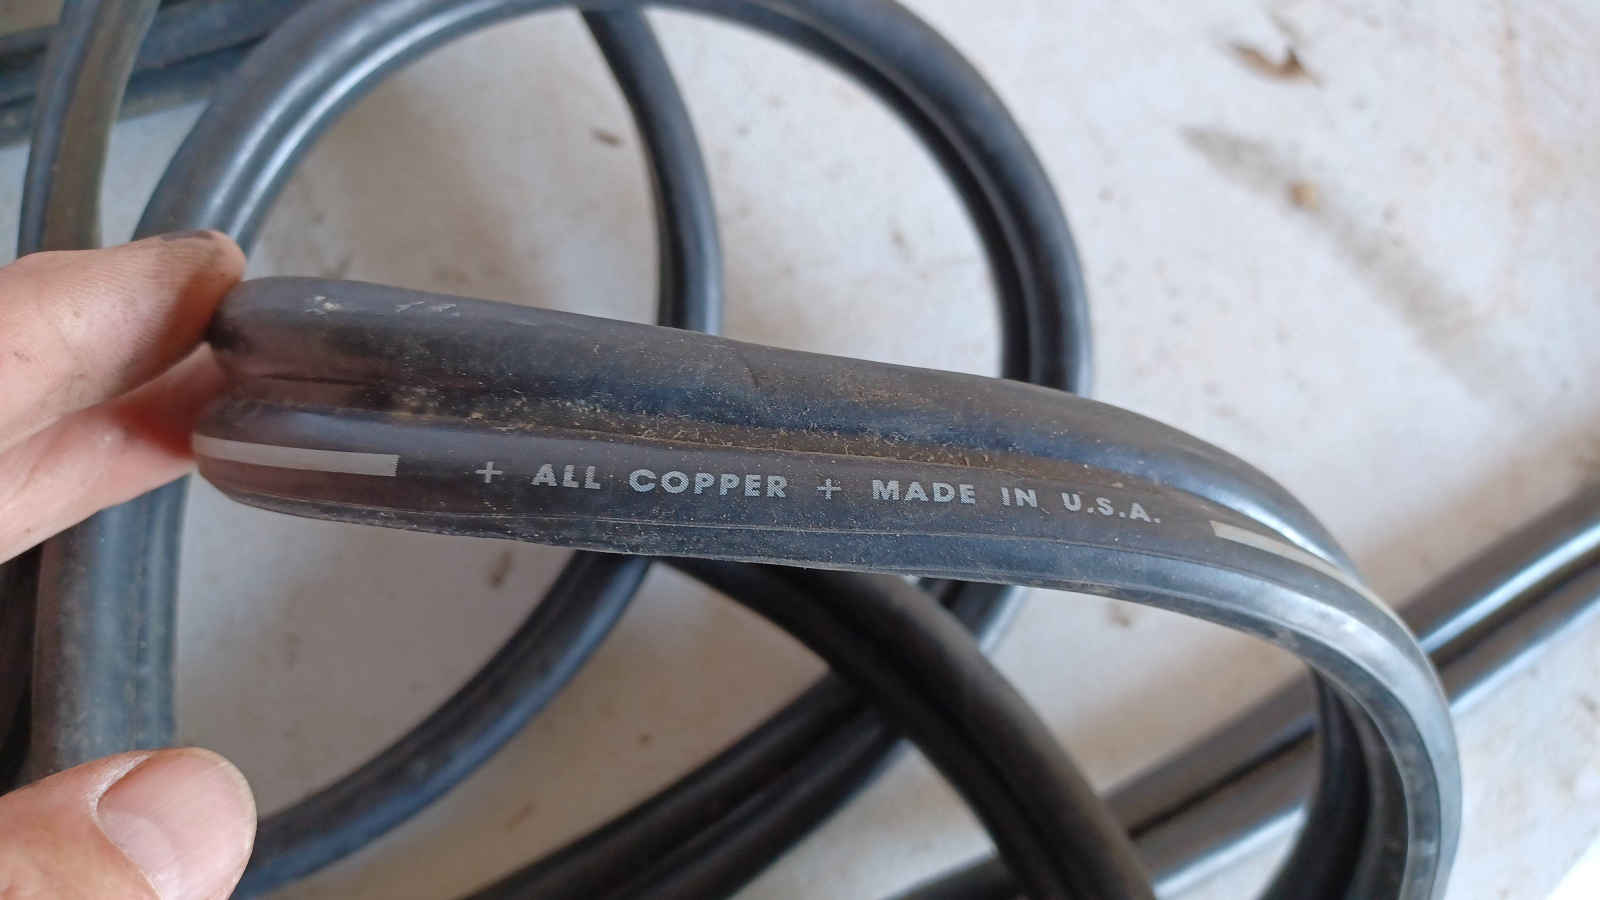 + ALL COPPER + MADE IN U.S.A.